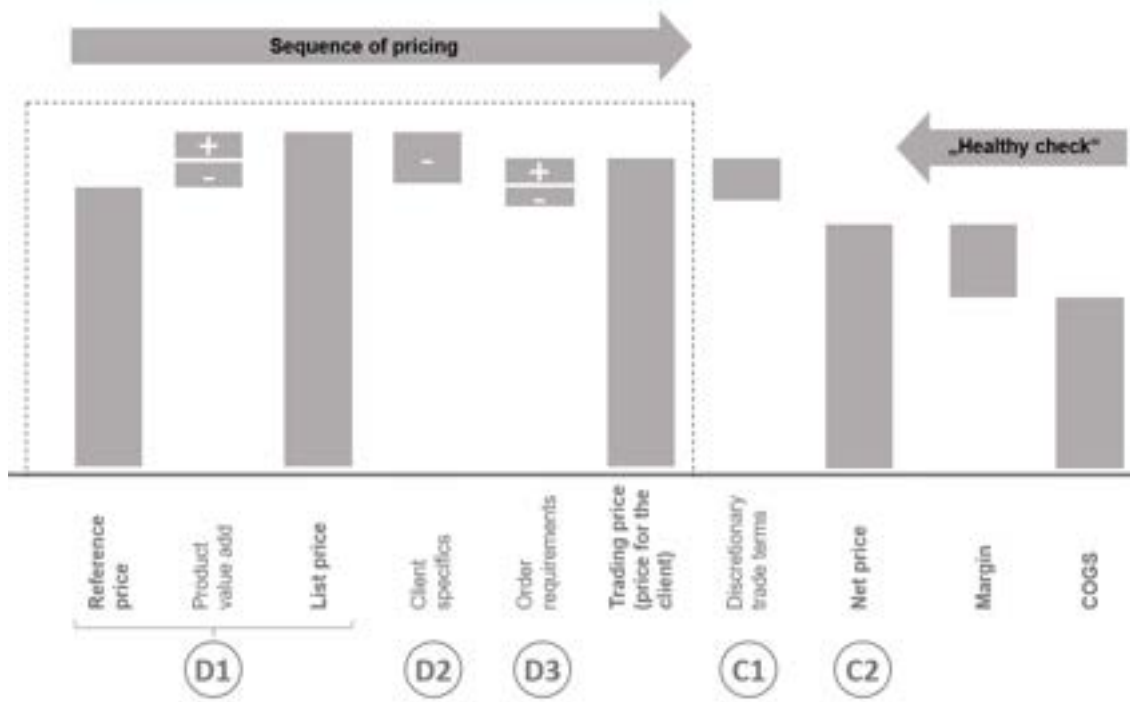 Sequence of pricing
„Healthy check“
+
-
-
+
-
Reference
price
Product
value add
List price
Client
specifics
Order
requirements
Trading price
(price for the
client)
Discretionary
trade terms
Net price
Margin
COGS
D1
D2
D3
C1
C2